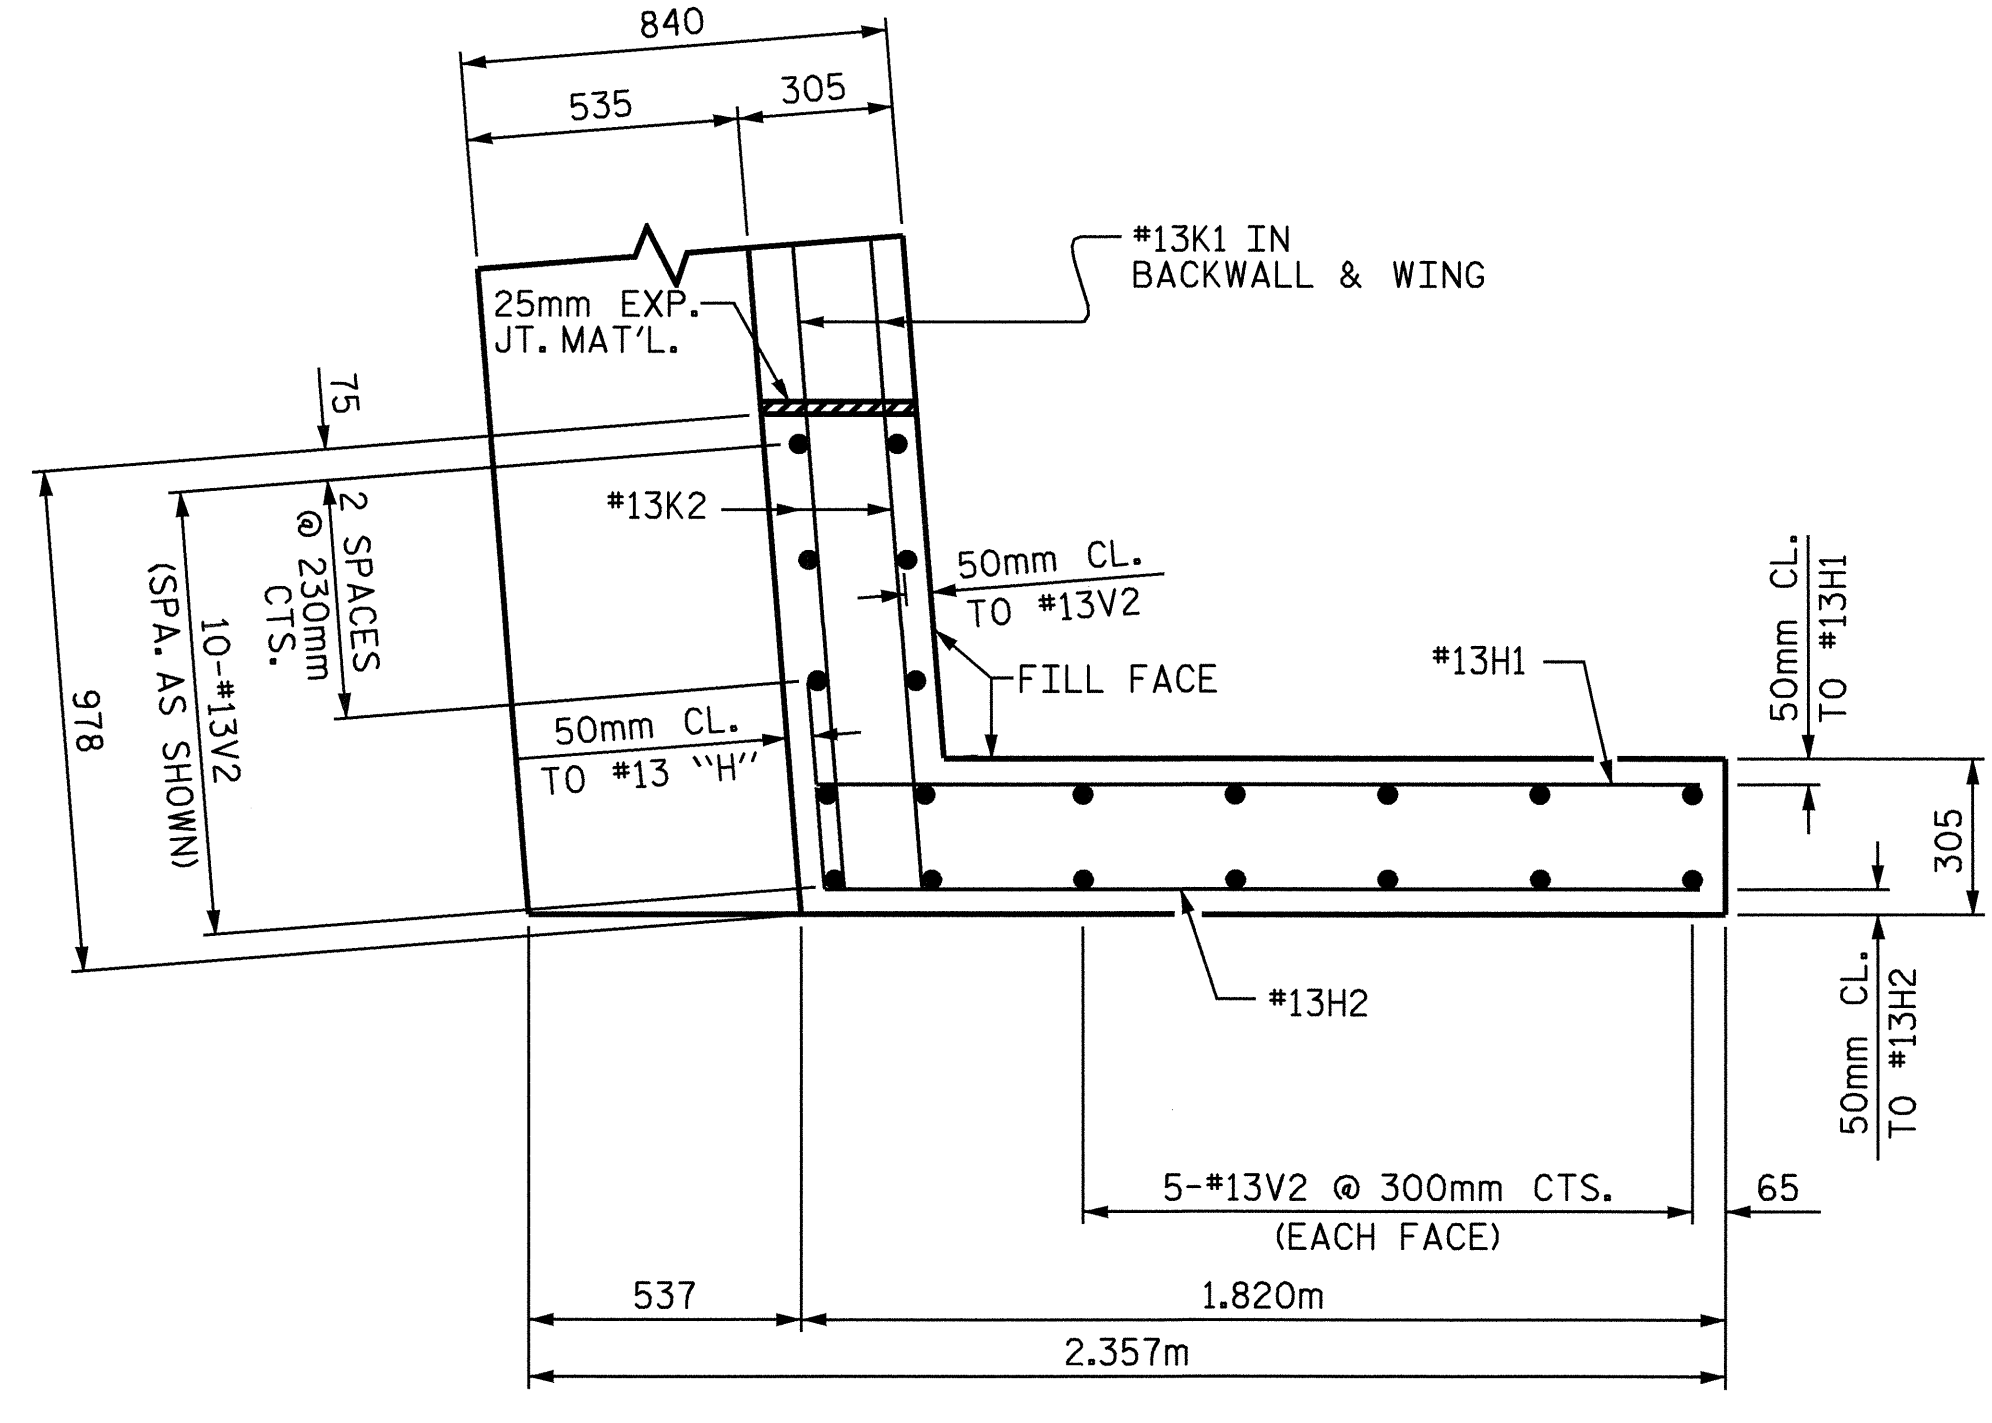 840
535
305
#13K1 IN
BACKWALL & WING
25mm EXP.
JT. MAT'L.
75
#13K2
2 SPACES
@ 230mm
CTS.
10-#13V2
(SPA. AS SHOWN)
978
50mm CL.
TO #13V2
FILL FACE
50mm CL.
TO #13 "H"
#13H1
50mm CL.
TO #13H1
305
#13H2
50mm CL.
TO #13H2
5-#13V2 @ 300mm CTS.
(EACH FACE)
65
537
1.820m
2.357m